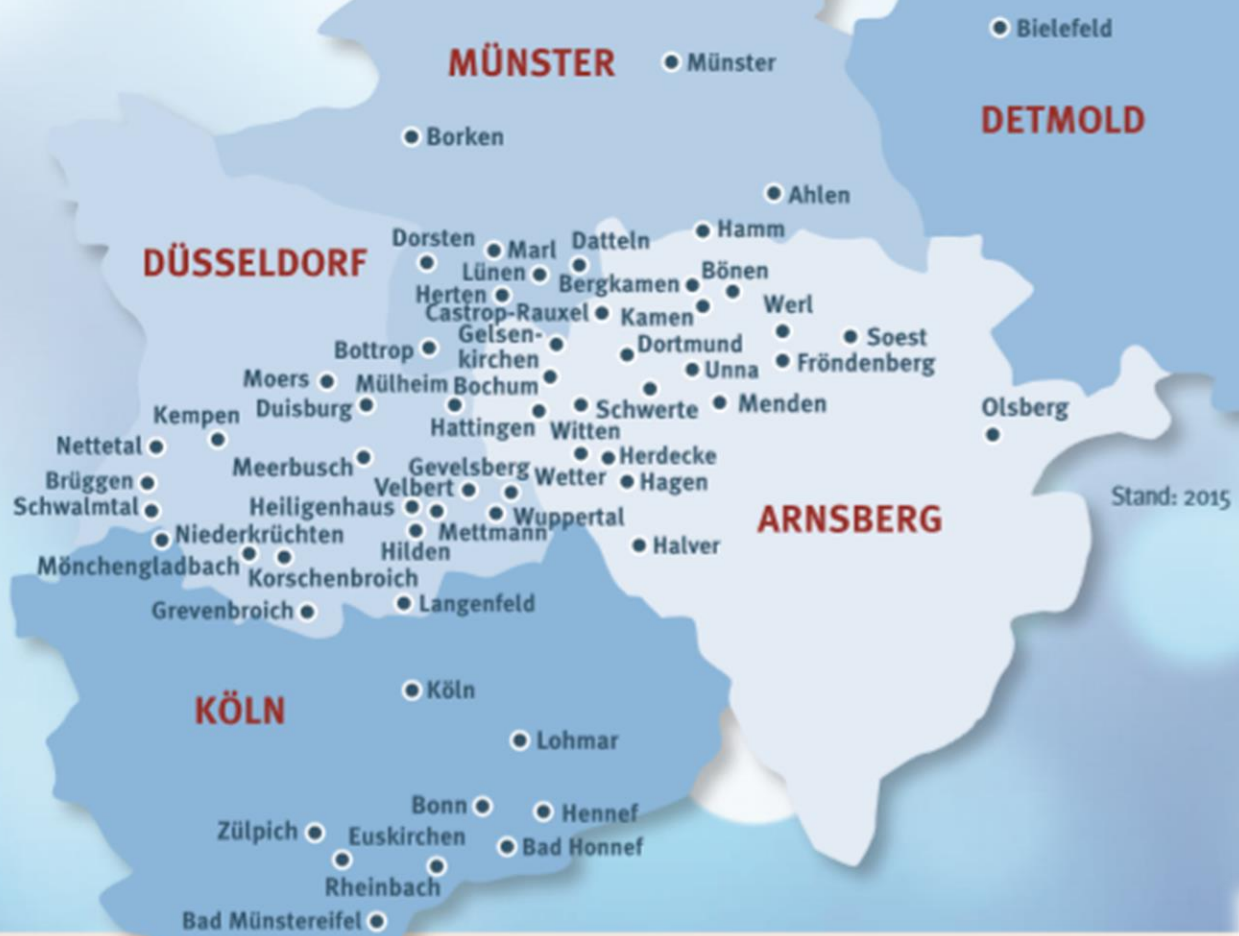 Bielefeld
MÜNSTER
Münster
DETMOLD
Borken
Ahlen
Hamm
Dorsten
Marl
Datteln
DÜSSELDORF
Lünen
Bönen
Bergkamen
Herten
Castrop-Rauxel
Kamen
Werl
Gelsen-
kirchen
Dortmund
Soest
Bottrop
Unna
Fröndenberg
Moers
Mülheim
Bochum
Duisburg
Schwerte
Menden
Olsberg
Kempen
Hattingen
Witten
Nettetal
Meerbusch
Gevelsberg
Herdecke
Brüggen
Velbert
Wetter
Hagen
Stand: 2015
Schwalmtal
Heiligenhaus
Wuppertal
ARNSBERG
Niederkrüchten
Mettmann
Hilden
Halver
Mönchengladbach
Korschenbroich
Grevenbroich
Langenfeld
Köln
KÖLN
Lohmar
Bonn
Hennef
Zülpich
Euskirchen
Bad Honnef
Rheinbach
Bad Münstereifel